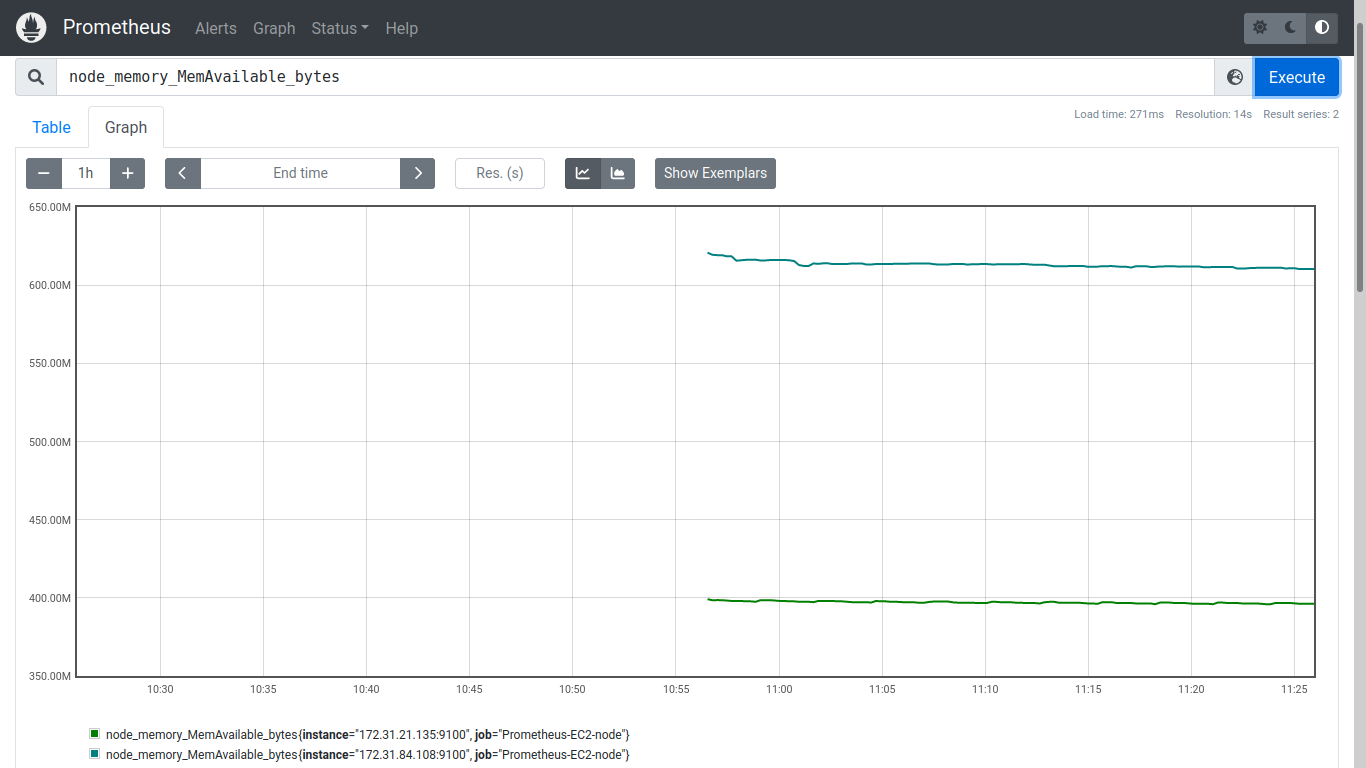 Prometheus Alerts Graph Status Help
node_memory_MemAvailable_bytes Execute
Load time: 271ms Resolution: 14s Result series: 2
Table Graph
− 1h + End time Res. (s) Show Exemplars
650.00M
600.00M
550.00M
500.00M
450.00M
400.00M
350.00M
10:30 10:35 10:40 10:45 10:50 10:55 11:00 11:05 11:10 11:15 11:20 11:25
node_memory_MemAvailable_bytes{instance="172.31.21.135:9100", job="Prometheus-EC2-node"}
node_memory_MemAvailable_bytes{instance="172.31.84.108:9100", job="Prometheus-EC2-node"}